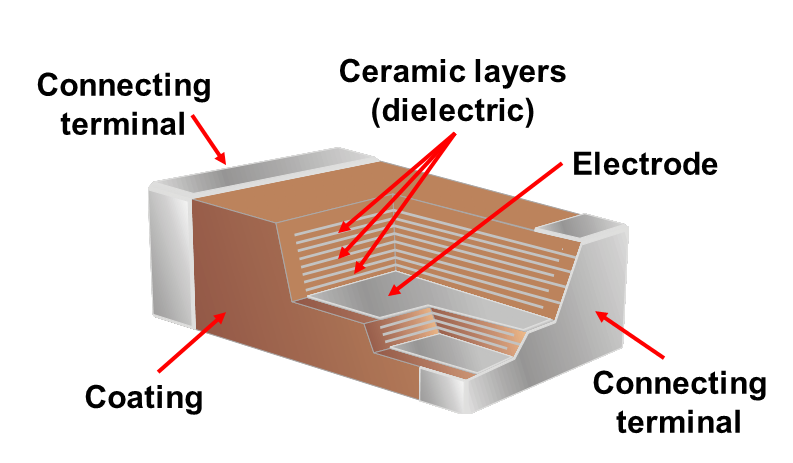 Connecting
terminal
Ceramic layers
(dielectric)
Electrode
Coating
Connecting
terminal